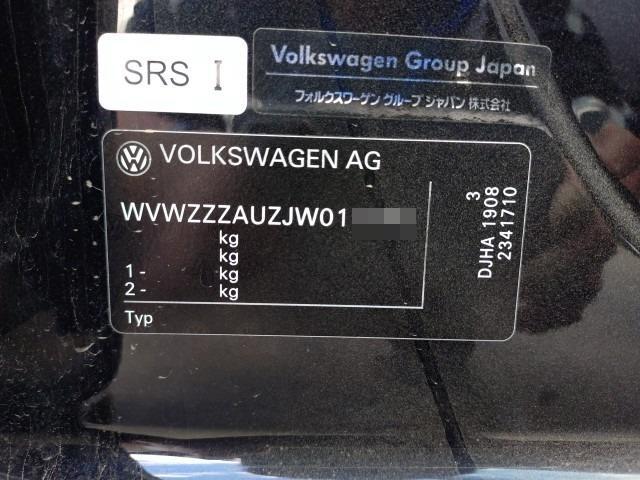 SRS I
Volkswagen Group Japan
フォルクスワーゲン グループ ジャパン 株式会社
VOLKSWAGEN AG
WVWZZZAUZJW01
kg
kg
1 - kg
2 - kg
Typ
3
DJHA 1908
2341710